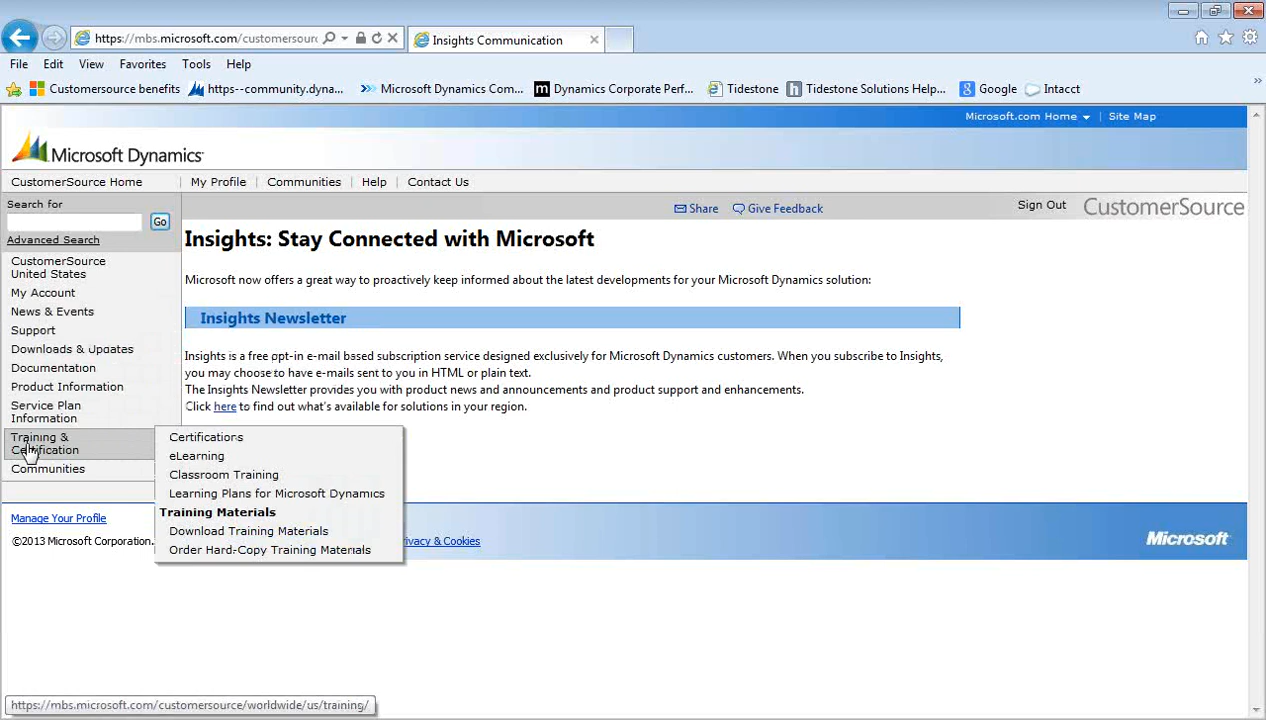 https://mbs.microsoft.com/customersourc
Insights Communication
File Edit View Favorites Tools Help
Customersource benefits https--community.dyna... Microsoft Dynamics Com... Dynamics Corporate Perf... Tidestone Tidestone Solutions Help... Google Intacct
Microsoft.com Home | Site Map
Microsoft Dynamics
CustomerSource Home | My Profile | Communities | Help | Contact Us
Search for
Go
Advanced Search
Share Give Feedback
Sign Out CustomerSource
CustomerSource
United States
My Account
News & Events
Support
Downloads & Updates
Documentation
Product Information
Service Plan
Information
Training &
Certification
Communities
Insights: Stay Connected with Microsoft
Microsoft now offers a great way to proactively keep informed about the latest developments for your Microsoft Dynamics solution:
Insights Newsletter
Insights is a free opt-in e-mail based subscription service designed exclusively for Microsoft Dynamics customers. When you subscribe to Insights,
you may choose to have e-mails sent to you in HTML or plain text.
The Insights Newsletter provides you with product news and announcements and product support and enhancements.
Click here to find out what's available for solutions in your region.
Certifications
eLearning
Classroom Training
Learning Plans for Microsoft Dynamics
Training Materials
Download Training Materials
Order Hard-Copy Training Materials
Manage Your Profile
©2013 Microsoft Corporation.
& Cookies
Microsoft
https://mbs.microsoft.com/customersource/worldwide/us/training/